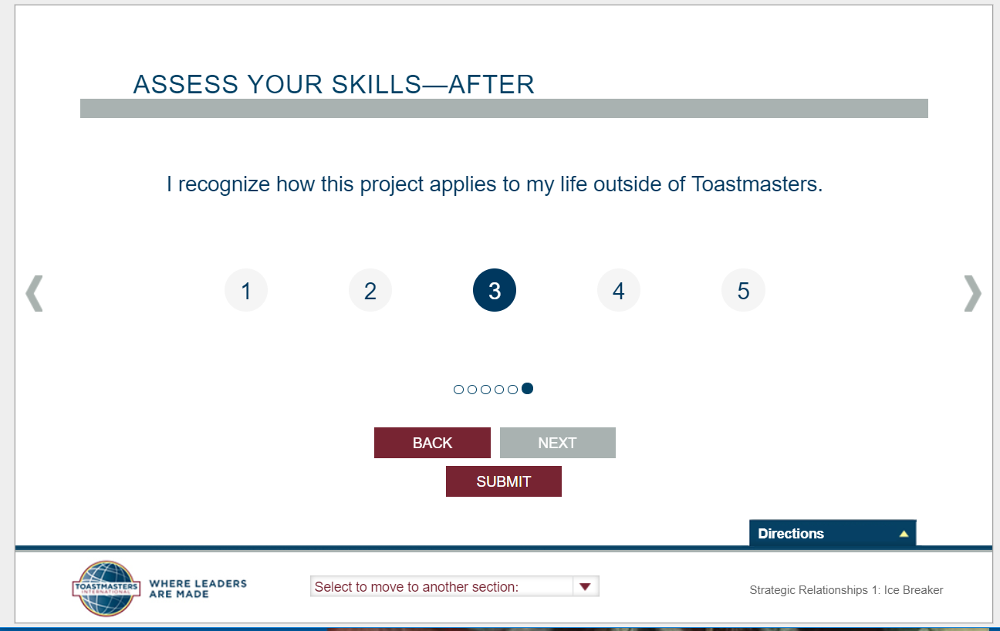 ASSESS YOUR SKILLS—AFTER
I recognize how this project applies to my life outside of Toastmasters.
1 2 3 4 5
BACK NEXT
SUBMIT
Directions
TOASTMASTERS
INTERNATIONAL
WHERE LEADERS
ARE MADE
Select to move to another section:
Strategic Relationships 1: Ice Breaker